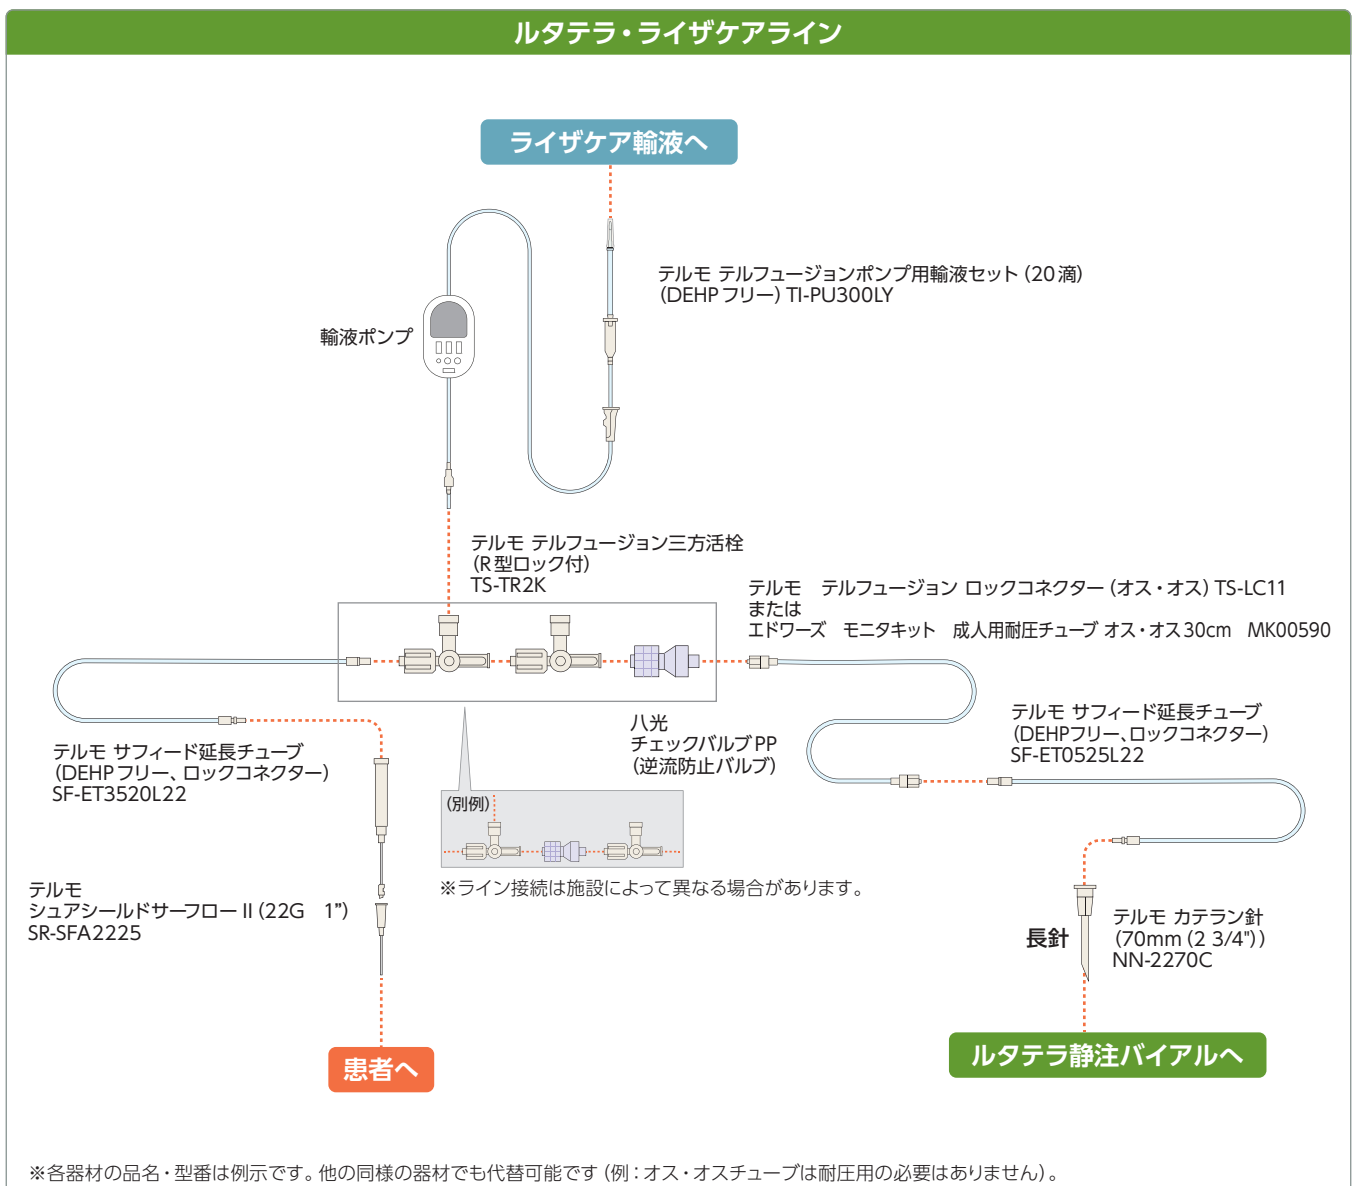 ルタテラ・ライザケアライン
ライザケア輸液へ
テルモ テルフュージョンポンプ用輸液セット（20滴）
（DEHPフリー）TI-PU300LY
輸液ポンプ
テルモ テルフュージョン三方活栓
（R型ロック付）
TS-TR2K
テルモ　テルフュージョン ロックコネクター（オス・オス）TS-LC11
または
エドワーズ　モニタキット　成人用耐圧チューブ オス・オス30cm　MK00590
八光
チェックバルブPP
（逆流防止バルブ）
テルモ サフィード延長チューブ
（DEHPフリー、ロックコネクター）
SF-ET0525L22
テルモ サフィード延長チューブ
（DEHPフリー、ロックコネクター）
SF-ET3520L22
（別例）
※ライン接続は施設によって異なる場合があります。
テルモ
シュアシールドサーフローII（22G　1”）
SR-SFA2225
長針
テルモ カテラン針
（70mm（2 3/4"））
NN-2270C
患者へ
ルタテラ静注バイアルへ
※各器材の品名・型番は例示です。他の同様の器材でも代替可能です（例：オス・オスチューブは耐圧用の必要はありません）。